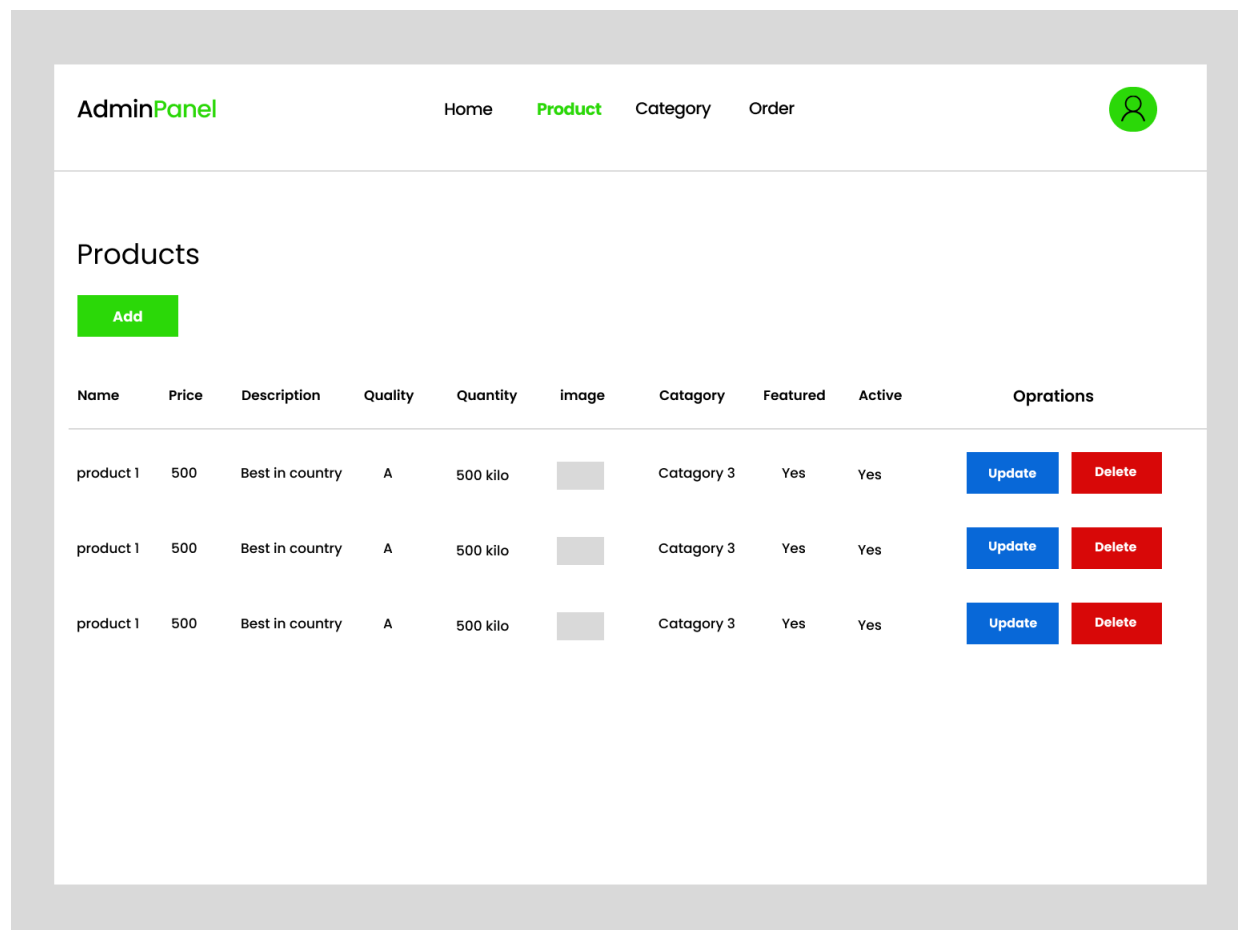 AdminPanel Home Product Category Order
Products
Add
Name Price Description Quality Quantity image Catagory Featured Active Oprations
product 1 500 Best in country A 500 kilo Catagory 3 Yes Yes Update Delete
product 1 500 Best in country A 500 kilo Catagory 3 Yes Yes Update Delete
product 1 500 Best in country A 500 kilo Catagory 3 Yes Yes Update Delete